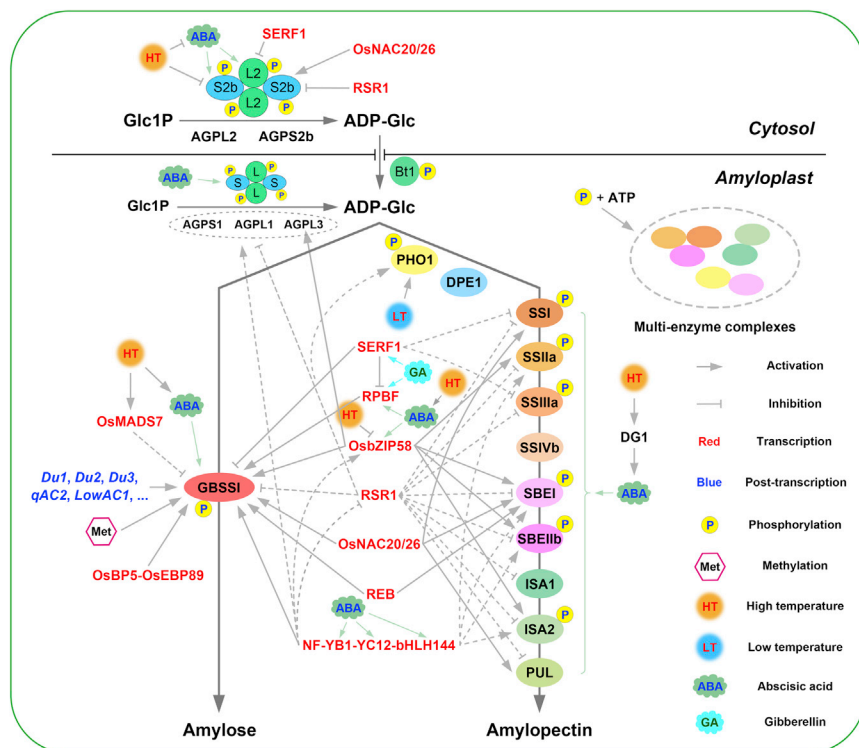 ABA
HT
SERF1
OsNAC20/26
P
L2
P
S2b
S2b
RSR1
L2
P
P
Glc1P
ADP-Glc
AGPL2
AGPS2b
Cytosol
Bt1
P
Amyloplast
ABA
P
L
P
S
S
P
L
P
P + ATP
Glc1P
ADP-Glc
AGPS1
AGPL1
AGPL3
P
PHO1
DPE1
LT
SSI
P
Multi-enzyme complexes
SERF1
SSIIa
P
Activation
HT
GA
HT
HT
ABA
RPBF
SSIIIa
P
Inhibition
OsMADS7
HT
ABA
DG1
Red
Transcription
OsbZIP58
SSIVb
Du1, Du2, Du3,
qAC2, LowAC1, ...
GBSSI
P
RSR1
SBEI
P
ABA
Blue
Post-transcription
Met
OsNAC20/26
SBEIIb
P
P
Phosphorylation
OsBP5-OsEBP89
REB
ISA1
Met
Methylation
ABA
ISA2
P
HT
High temperature
NF-YB1-YC12-bHLH144
PUL
LT
Low temperature
ABA
Abscisic acid
Amylose
Amylopectin
GA
Gibberellin